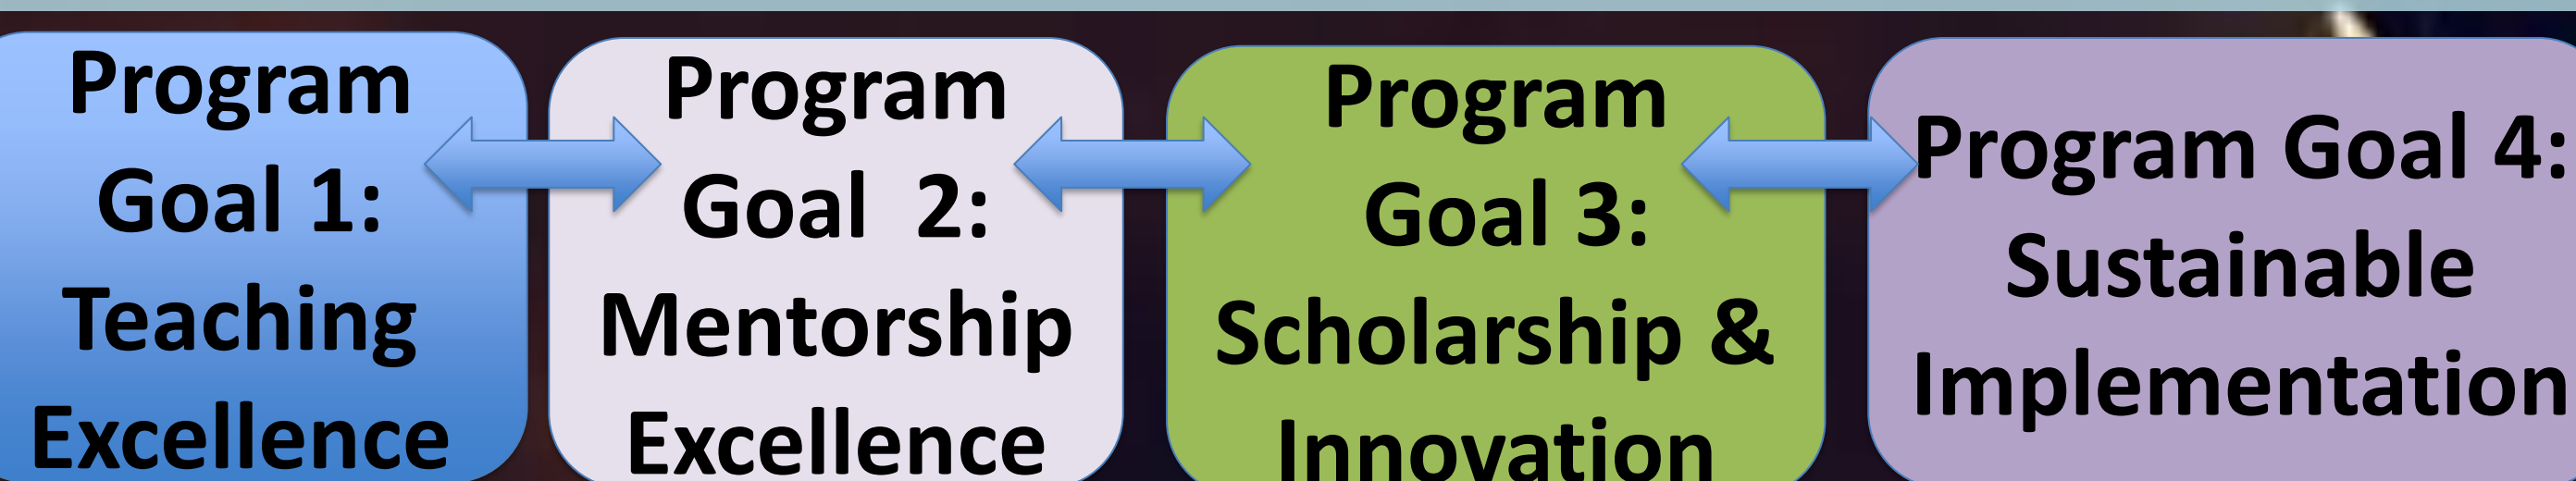 Program
Goal 1:
Teaching
Excellence
Program
Goal  2:
Mentorship
Excellence
Program
Goal 3:
Scholarship &
Innovation
Program Goal 4:
Sustainable
Implementation